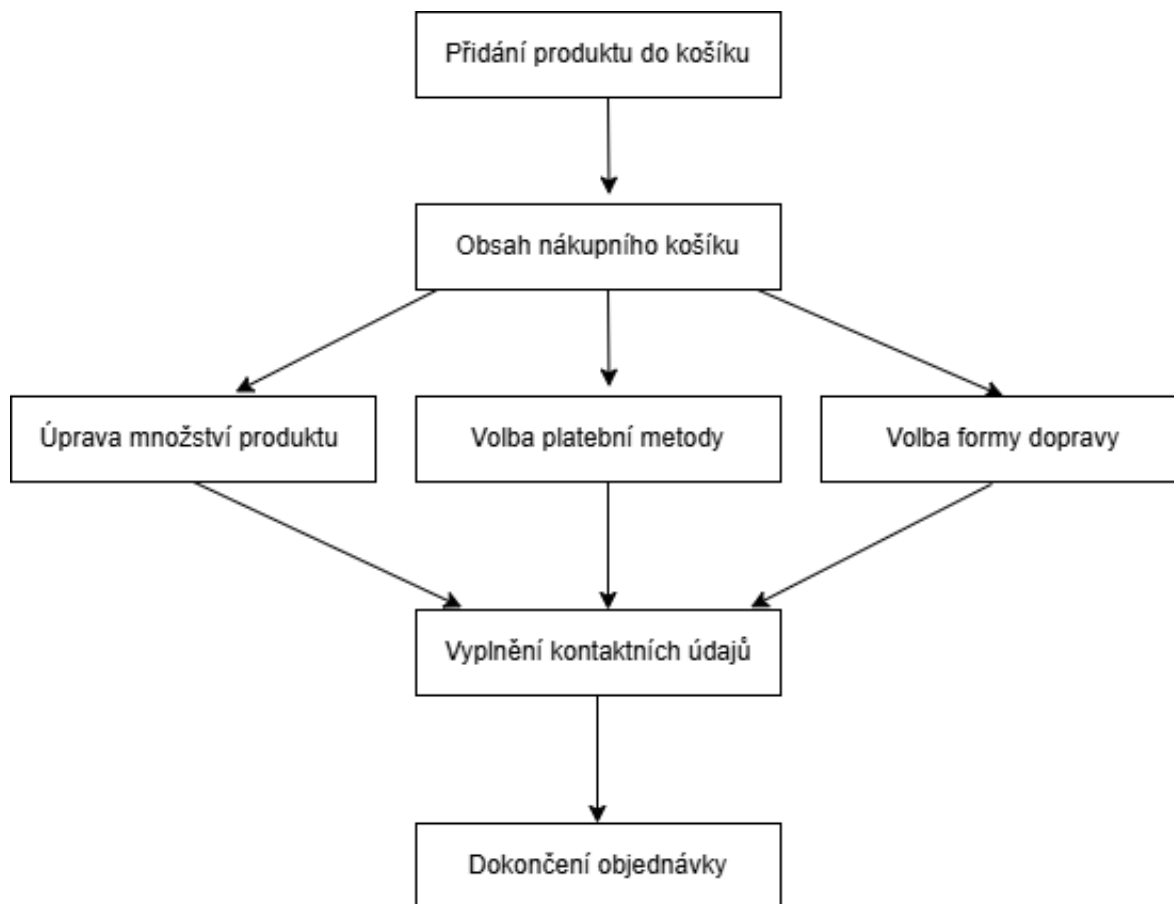 Přidání produktu do košíku
Obsah nákupního košíku
Úprava množství produktu
Volba platební metody
Volba formy dopravy
Vyplnění kontaktních údajů
Dokončení objednávky